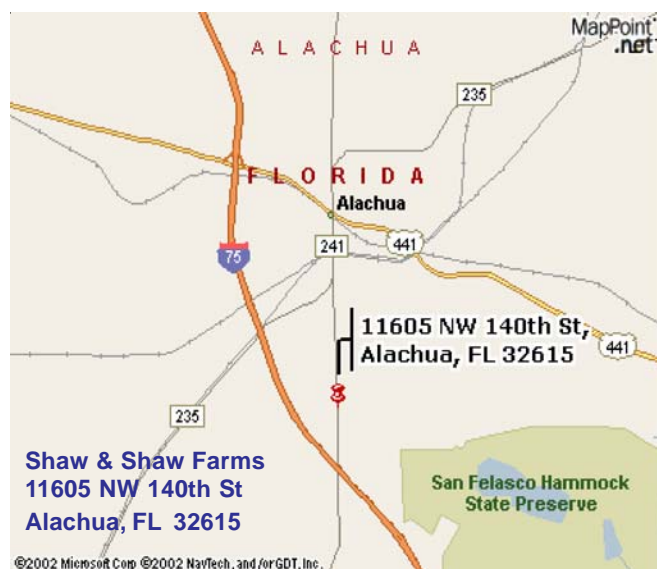 MapPoint
.net
ALACHUA
235
FLORIDA
Alachua
241
441
75
11605 NW 140th St,
Alachua, FL 32615
441
235
Shaw & Shaw Farms
11605 NW 140th St
Alachua, FL 32615
San Felasco Hammock
State Preserve
©2002 Microsoft Corp ©2002 NavTech, and/or GDT, Inc.